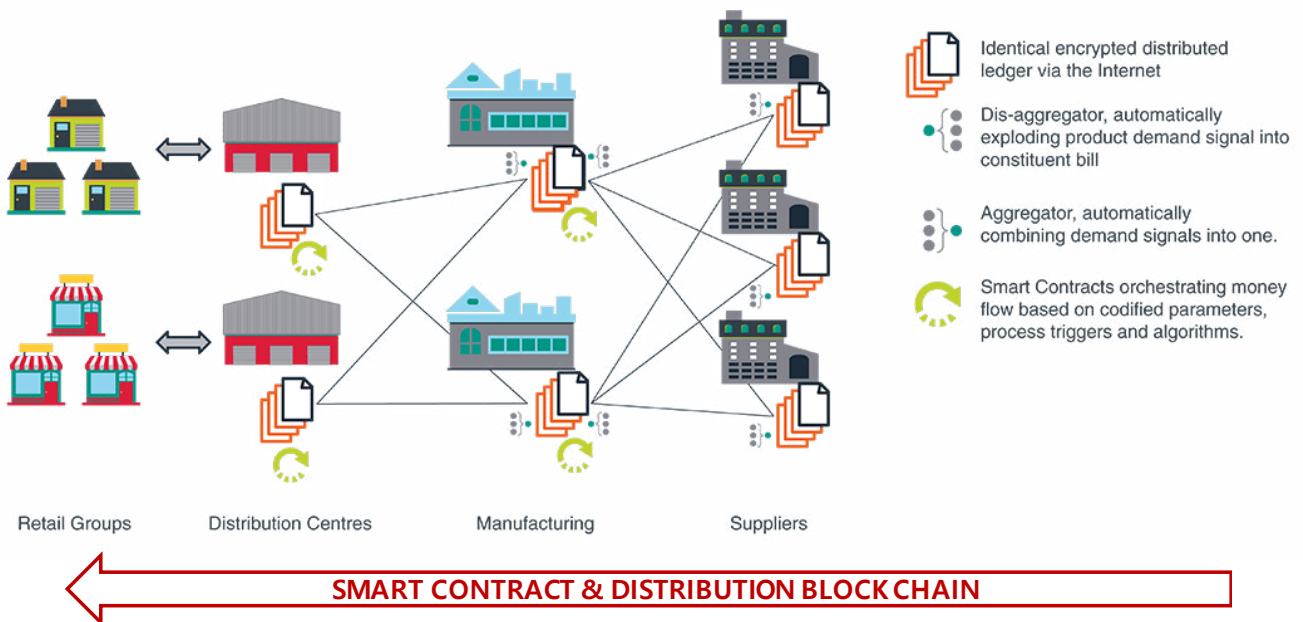 Identical encrypted distributed
ledger via the Internet
Dis-aggregator, automatically
exploding product demand signal into
constituent bill
Aggregator, automatically
combining demand signals into one.
Smart Contracts orchestrating money
flow based on codified parameters,
process triggers and algorithms.
Retail Groups
Distribution Centres
Manufacturing
Suppliers
SMART CONTRACT & DISTRIBUTION BLOCK CHAIN